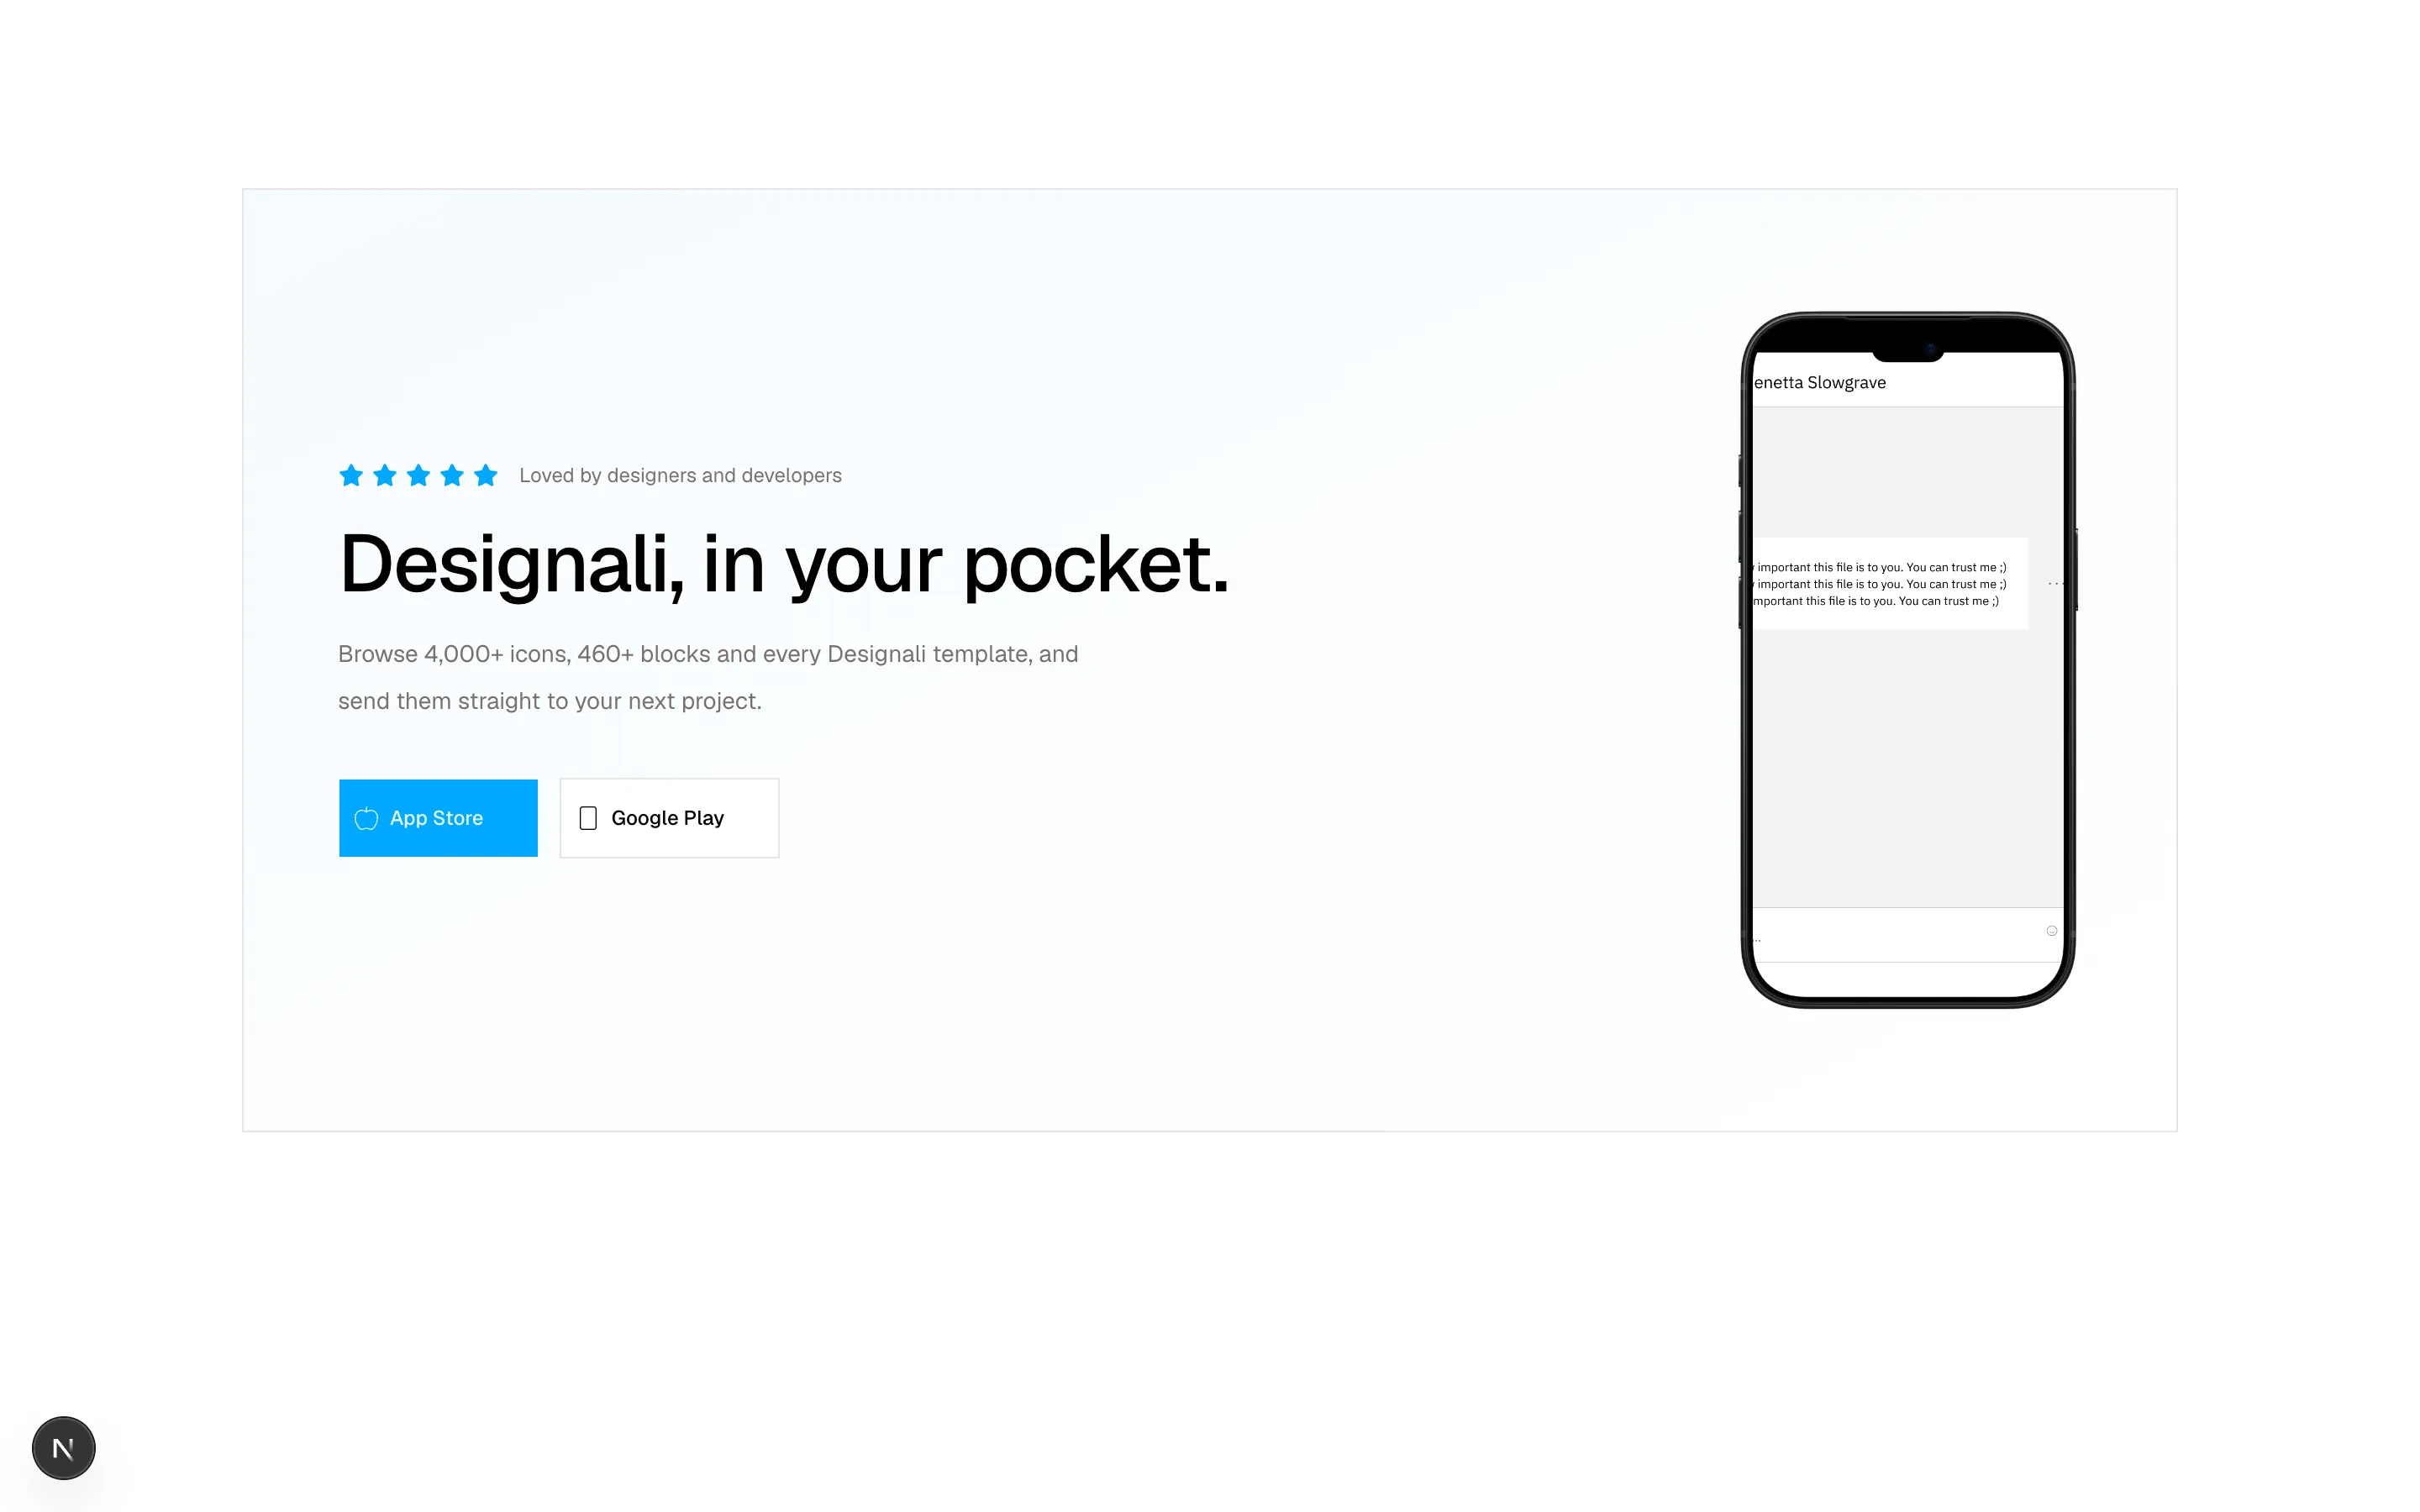 Loved by designers and developers
Designali, in your pocket.
Browse 4,000+ icons, 460+ blocks and every Designali template, and
send them straight to your next project.
App Store
Google Play
enetta Slowgrave
important this file is to you. You can trust me ;)
important this file is to you. You can trust me ;)
mportant this file is to you. You can trust me ;)
...
...
N